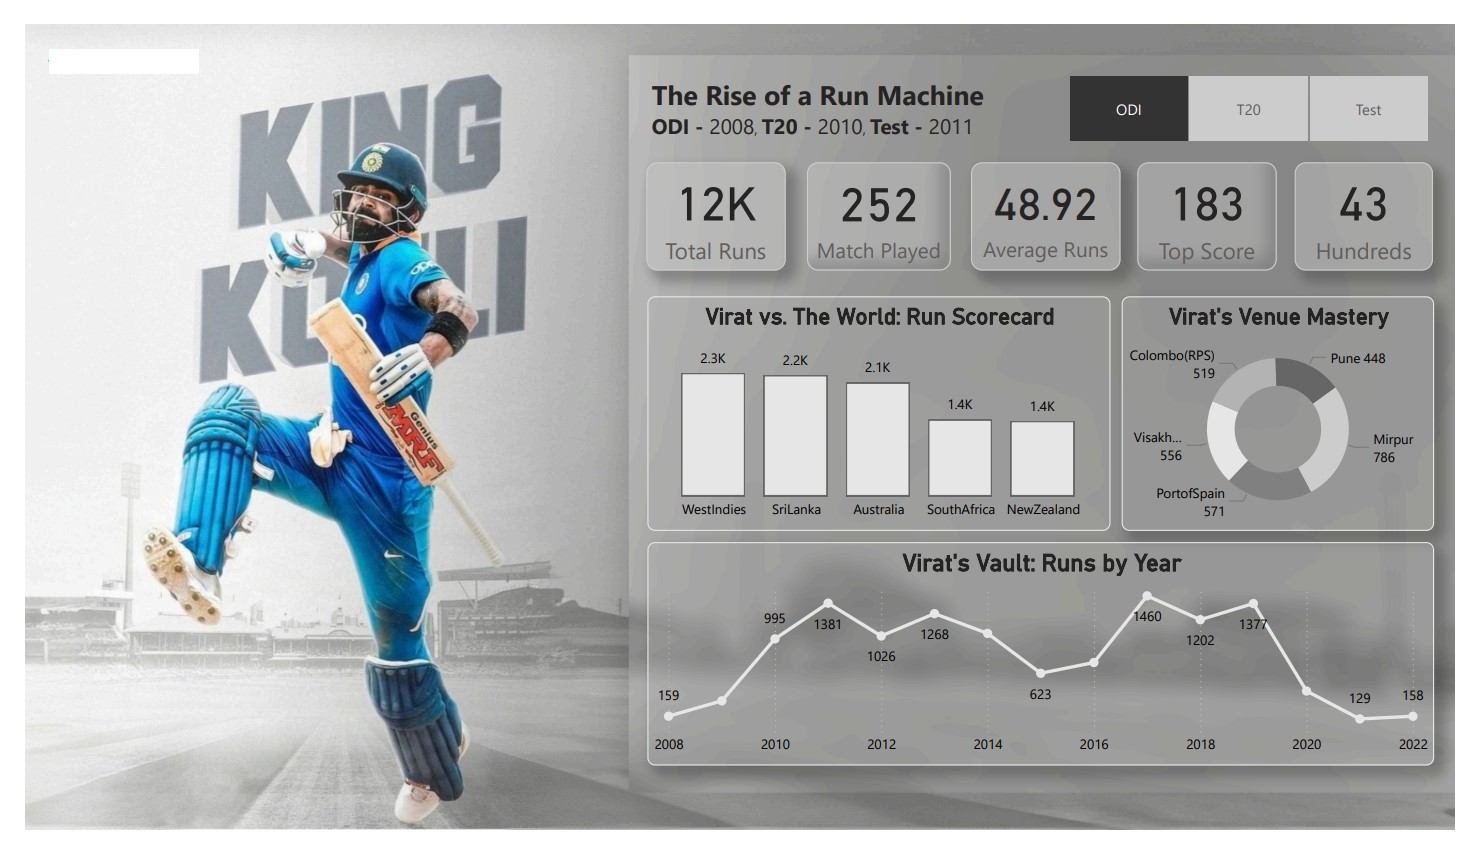 KING
KOHLI
Genius
MRF
The Rise of a Run Machine
ODI - 2008, T20 - 2010, Test - 2011
ODI
T20
Test
12K
Total Runs
252
Match Played
48.92
Average Runs
183
Top Score
43
Hundreds
Virat vs. The World: Run Scorecard
2.3K
2.2K
2.1K
1.4K
1.4K
WestIndies
SriLanka
Australia
SouthAfrica
NewZealand
Virat's Venue Mastery
Colombo(RPS)
519
Pune 448
Visakh...
556
Mirpur
786
PortofSpain
571
Virat's Vault: Runs by Year
159
995
1381
1026
1268
623
1460
1202
1377
129
158
2008
2010
2012
2014
2016
2018
2020
2022